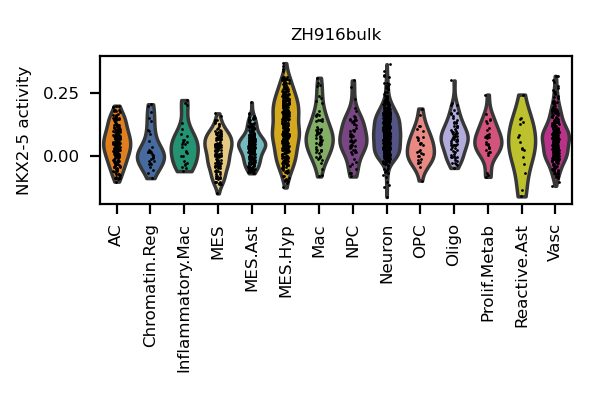 ZH916bulk
NKX2-5 activity
0.25
0.00
AC
Chromatin.Reg
Inflammatory.Mac
MES
MES.Ast
MES.Hyp
Mac
NPC
Neuron
OPC
Oligo
Prolif.Metab
Reactive.Ast
Vasc